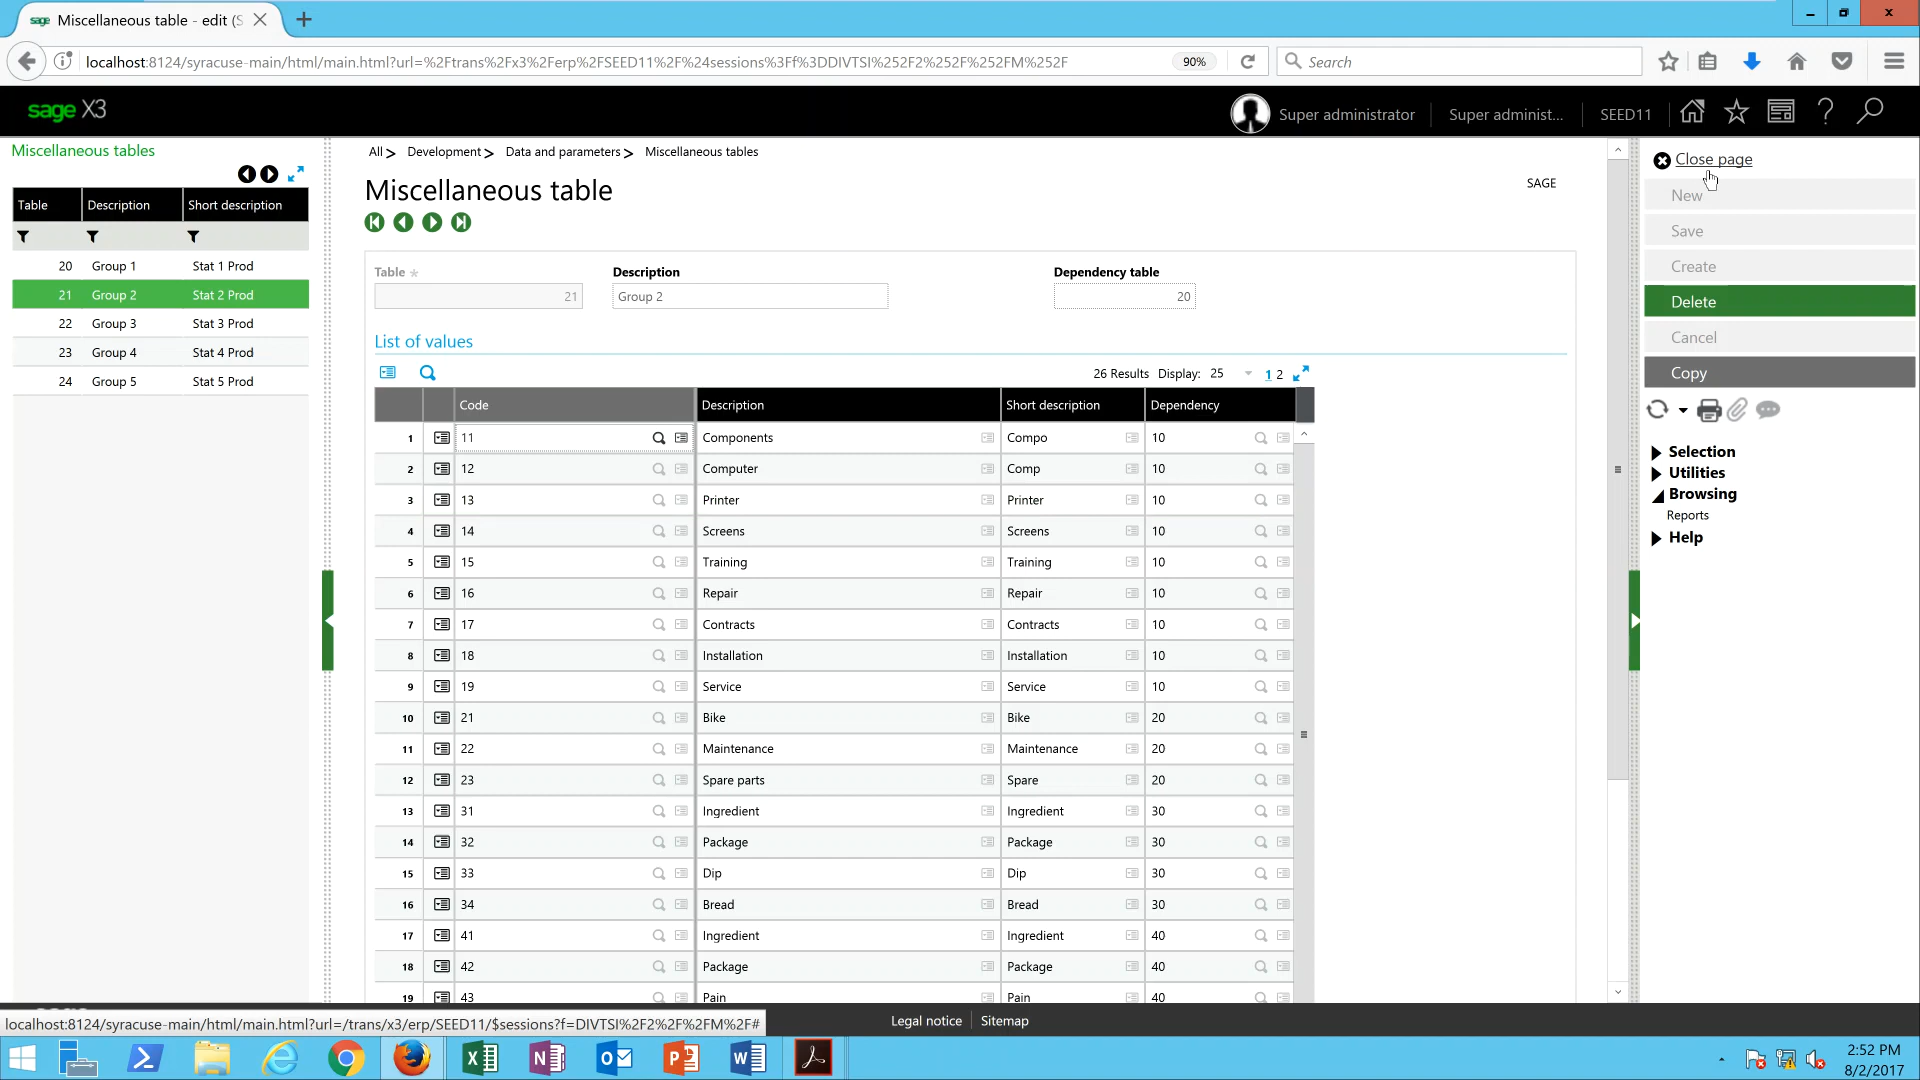 sage Miscellaneous table - edit (S
localhost:8124/syracuse-main/html/main.html?url=%2Ftrans%2Fx3%2Ferp%2FSEED11%2F%24sessions%3Ff%3DDIVTSI%252F2%252F%252FM%252F
90%
Search
sage X3
Super administrator
Super administ...
SEED11
Miscellaneous tables
Table Description Short description
20 Group 1 Stat 1 Prod
21 Group 2 Stat 2 Prod
22 Group 3 Stat 3 Prod
23 Group 4 Stat 4 Prod
24 Group 5 Stat 5 Prod
All > Development > Data and parameters > Miscellaneous tables
Miscellaneous table
SAGE
Table * Description Dependency table
21 Group 2 20
List of values
26 Results Display: 25 1 2
Code Description Short description Dependency
1 11 Components Compo 10
2 12 Computer Comp 10
3 13 Printer Printer 10
4 14 Screens Screens 10
5 15 Training Training 10
6 16 Repair Repair 10
7 17 Contracts Contracts 10
8 18 Installation Installation 10
9 19 Service Service 10
10 21 Bike Bike 20
11 22 Maintenance Maintenance 20
12 23 Spare parts Spare 20
13 31 Ingredient Ingredient 30
14 32 Package Package 30
15 33 Dip Dip 30
16 34 Bread Bread 30
17 41 Ingredient Ingredient 40
18 42 Package Package 40
19 43 Pain Pain 40
Close page
New
Save
Create
Delete
Cancel
Copy
Selection
Utilities
Browsing
Reports
Help
localhost:8124/syracuse-main/html/main.html?url=/trans/x3/erp/SEED11/$sessions?f=DIVTSI%2F2%2F%2FM%2F#
Legal notice Sitemap
2:52 PM
8/2/2017